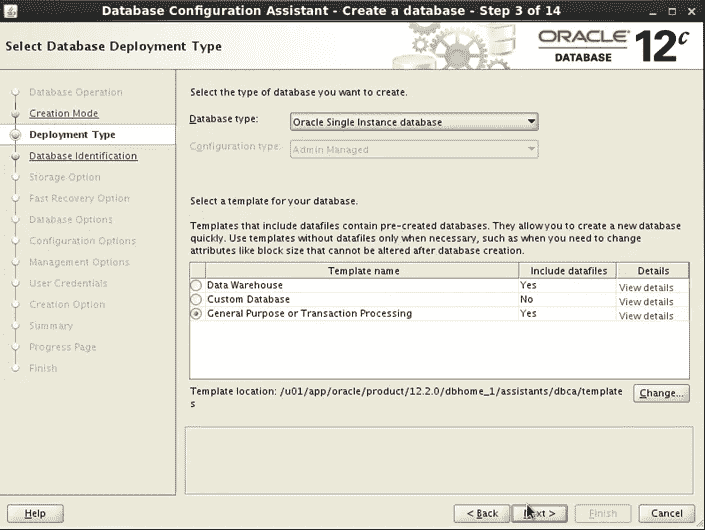 Database Configuration Assistant - Create a database - Step 3 of 14
Select Database Deployment Type
ORACLE
DATABASE
12c
Database Operation
Creation Mode
Deployment Type
Database Identification
Storage Option
Fast Recovery Option
Database Options
Configuration Options
Management Options
User Credentials
Creation Option
Summary
Progress Page
Finish
Select the type of database you want to create.
Database type: Oracle Single Instance database
Configuration type: Admin Managed
Select a template for your database.
Templates that include datafiles contain pre-created databases. They allow you to create a new database
quickly. Use templates without datafiles only when necessary, such as when you need to change
attributes like block size that cannot be altered after database creation.
Template name Include datafiles Details
Data Warehouse Yes View details
Custom Database No View details
General Purpose or Transaction Processing Yes View details
Template location: /u01/app/oracle/product/12.2.0/dbhome_1/assistants/dbca/template
s
Change...
Help < Back Next > Finish Cancel